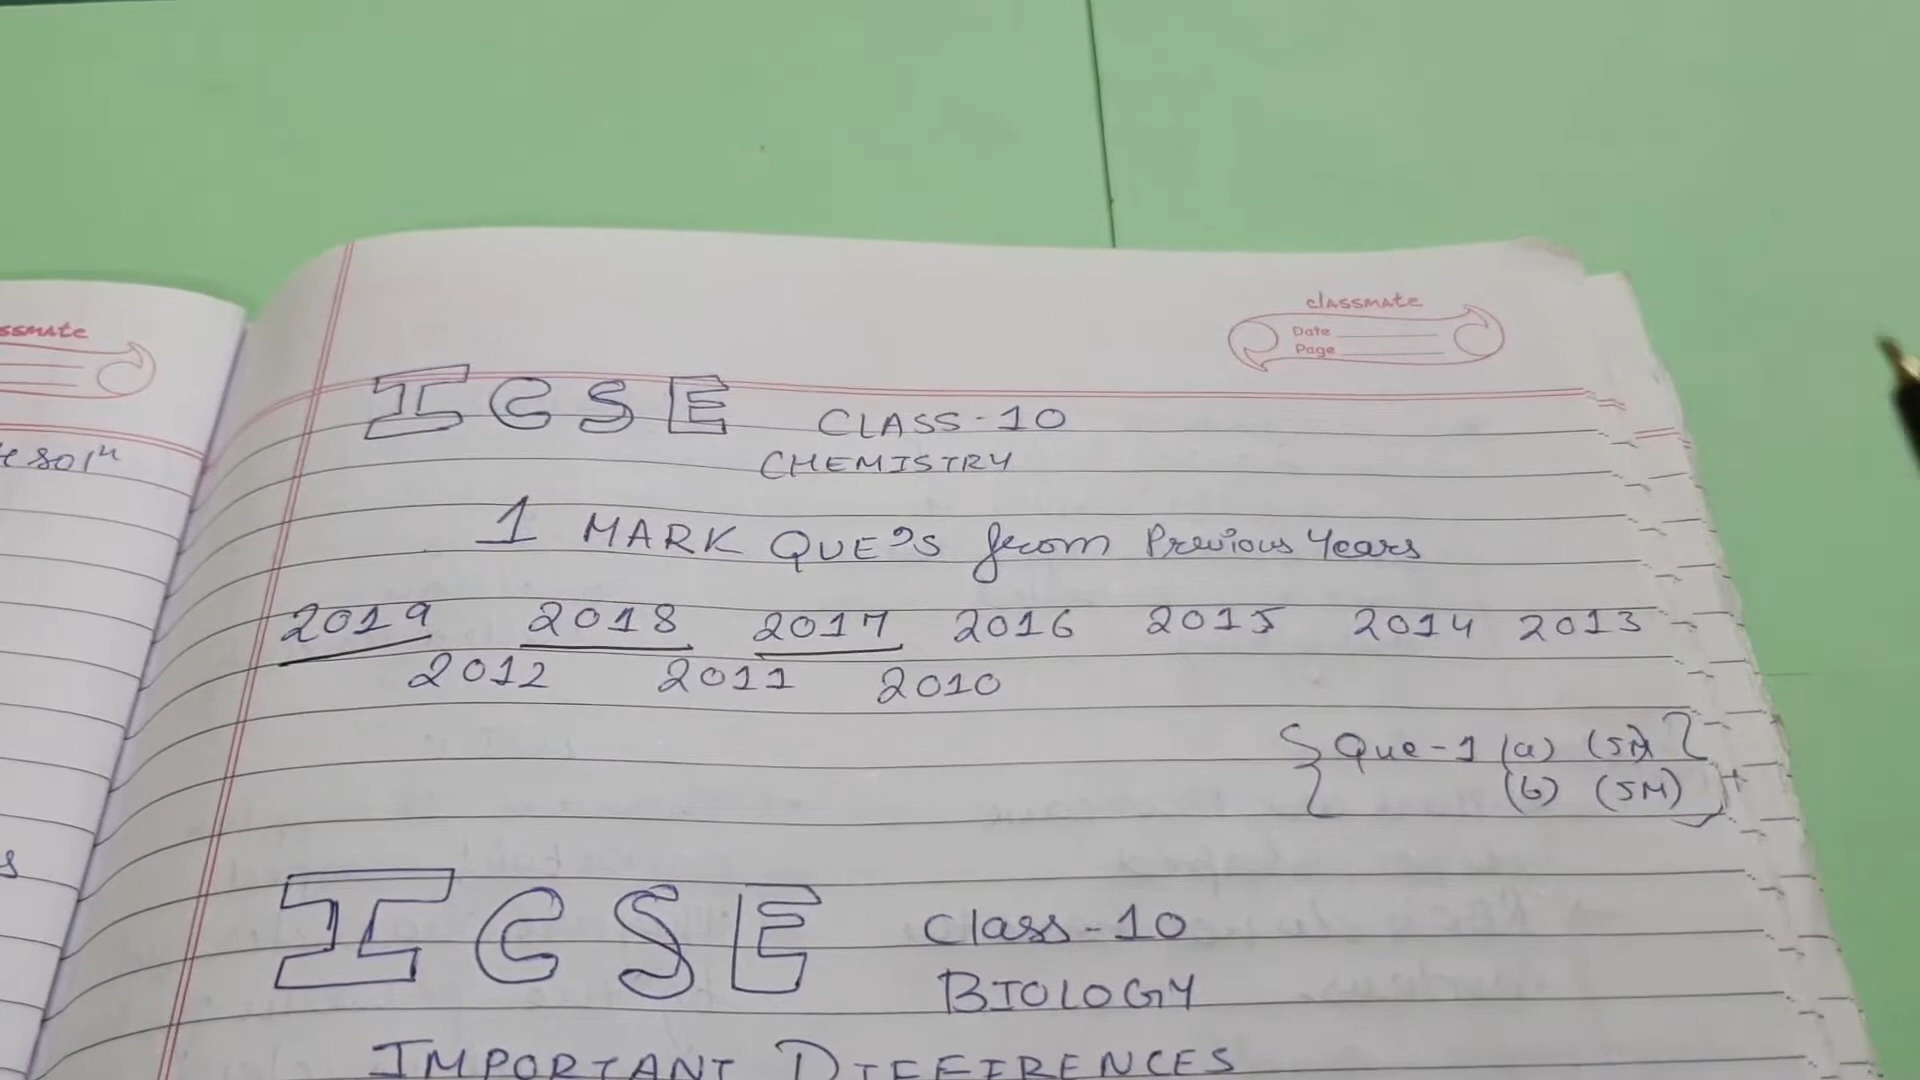 ssmate
classmate
Date
Page
ICSE CLASS-10
CHEMISTRY
1 MARK QUE's from Previous Years
2019 2018 2017 2016 2015 2014 2013
2012 2011 2010
Que-1 (a) (5M)
(b) (5M)
ICSE Class-10
BIOLOGY
IMPORTANT DIFFERENCES